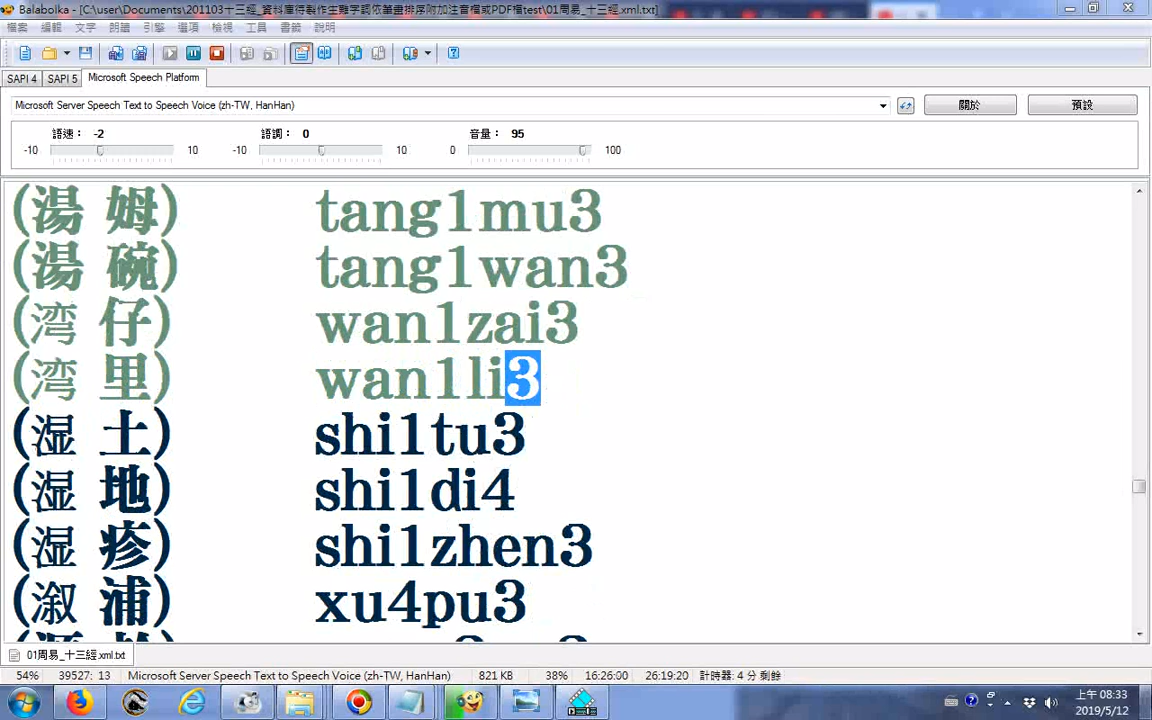 Balabolka - [C:\user\Documents\201103十三經_資料庫待製作生難字詞依筆畫排序附加注音檔或PDF檔test\01周易_十三經.xml.txt]
檔案 編輯 文字 朗誦 引擎 選項 檢視 工具 書籤 說明
SAPI 4 SAPI 5 Microsoft Speech Platform
Microsoft Server Speech Text to Speech Voice (zh-TW, HanHan) 關於 預設
語速： -2 語調： 0 音量： 95
-10 10 -10 10 0 100
(湯 姆) tang1mu3
(湯 碗) tang1wan3
(湾 仔) wan1zai3
(湾 里) wan1li3
(湿 土) shi1tu3
(湿 地) shi1di4
(湿 疹) shi1zhen3
(溆 浦) xu4pu3
01周易_十三經.xml.txt
54% 39527: 13 Microsoft Server Speech Text to Speech Voice (zh-TW, HanHan) 821 KB 38% 16:26:00 26:19:20 計時器： 4 分 剩餘
上午 08:33
2019/5/12